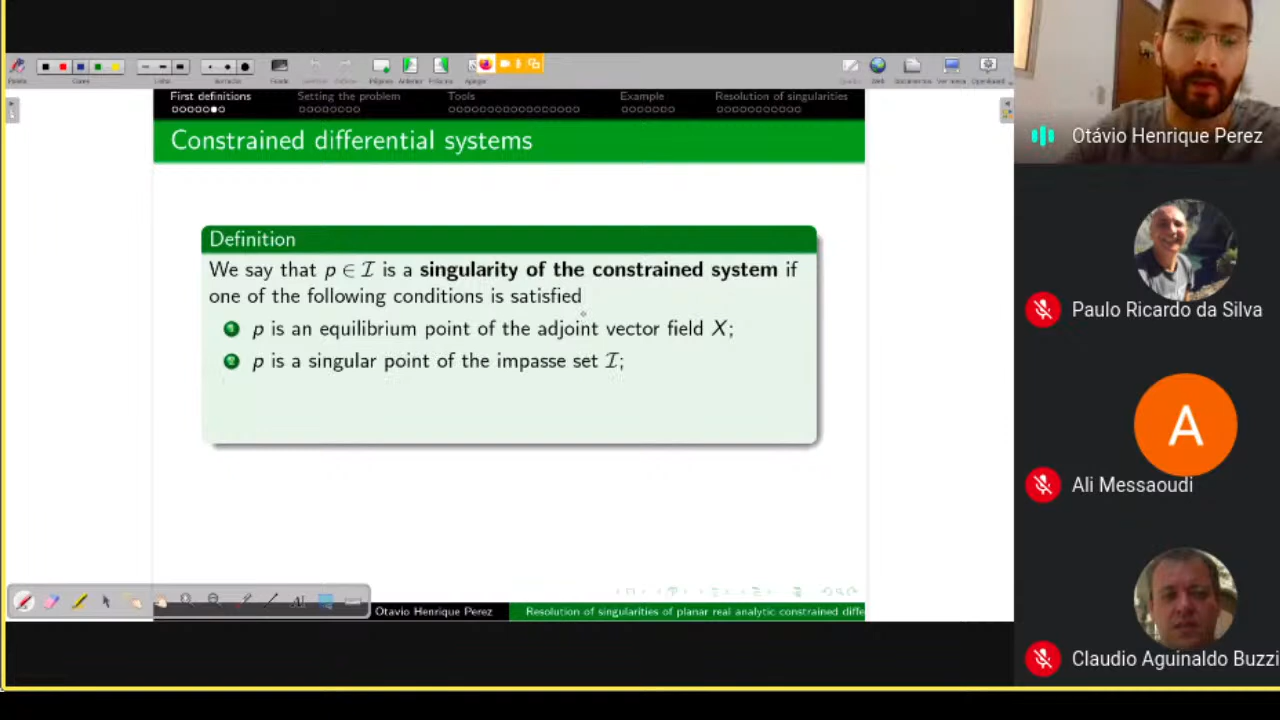 First definitions
Setting the problem
Tools
Example
Resolution of singularities
Constrained differential systems
Definition
We say that p ∈ ℐ is a singularity of the constrained system if
one of the following conditions is satisfied
1 p is an equilibrium point of the adjoint vector field X;
2 p is a singular point of the impasse set ℐ;
Otavio Henrique Perez
Resolution of singularities of planar real analytic constrained diffe
Otávio Henrique Perez
Paulo Ricardo da Silva
A
Ali Messaoudi
Claudio Aguinaldo Buzzi